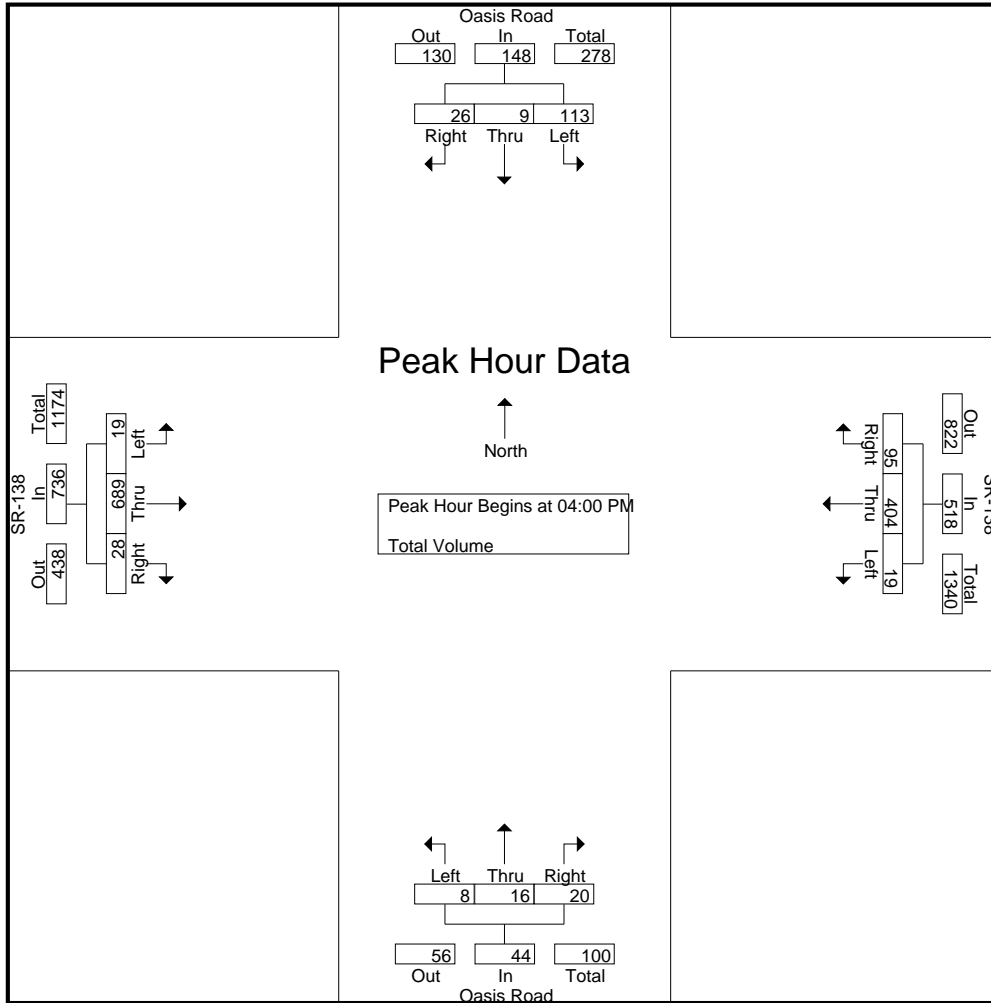 Oasis Road
Out In Total
130 148 278
26 9 113
Right Thru Left
Peak Hour Data
North
Peak Hour Begins at 04:00 PM
Total Volume
SR-138
Total In Out
1174 736 438
19 689 28
Left Thru Right
SR-138
Out In Total
822 518 1340
95 404 19
Right Thru Left
Left Thru Right
8 16 20
56 44 100
Out In Total
Oasis Road